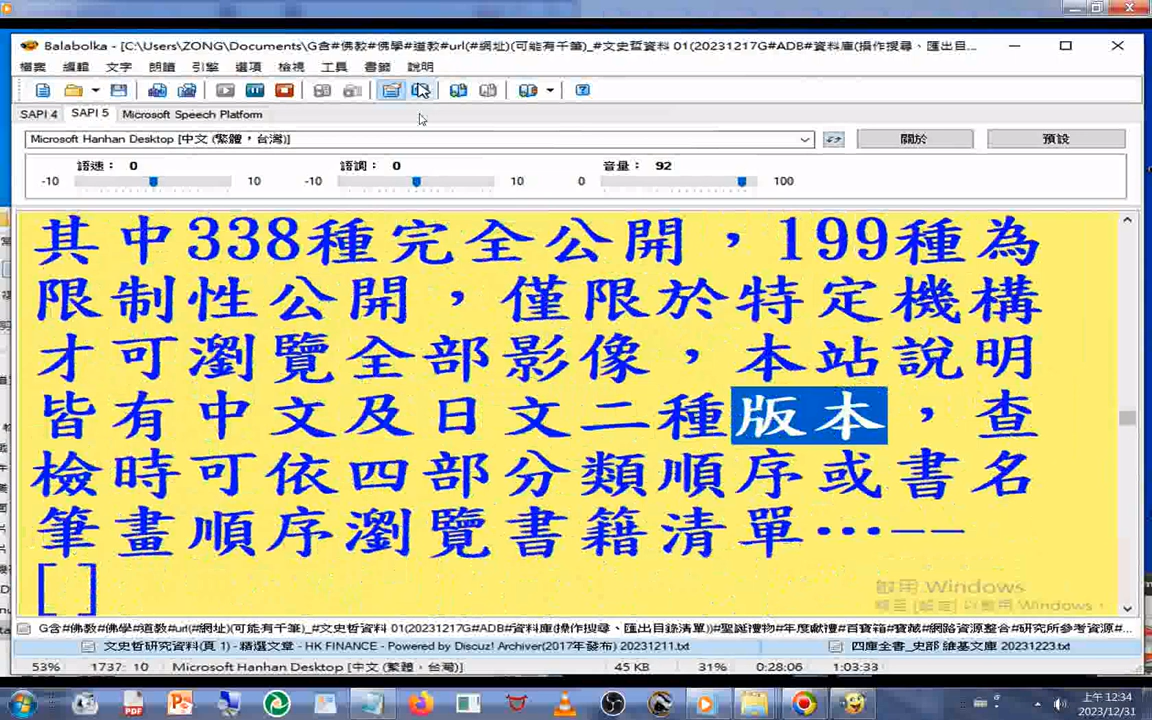 Balabolka - [C:\Users\ZONG\Documents\G含#佛教#佛學#道教#url(#網址)(可能有千筆)_#文史哲資料 01(20231217G#ADB#資料庫(操作搜尋、匯出目...
檔案 編輯 文字 朗讀 引擎 選項 檢視 工具 書籤 說明
SAPI 4 SAPI 5 Microsoft Speech Platform
Microsoft Hanhan Desktop [中文 (繁體，台灣)] 關於 預設
語速： 0 語調： 0 音量： 92
-10 10 -10 10 0 100
其中338種完全公開，199種為
限制性公開，僅限於特定機構
才可瀏覽全部影像，本站說明
皆有中文及日文二種版本，查
檢時可依四部分類順序或書名
筆畫順序瀏覽書籍清單…--
[]
啟用 Windows
G含#佛教#佛學#道教#url(#網址)(可能有千筆)_#文史哲資料 01(20231217G#ADB#資料庫(操作搜尋、匯出目錄清單))#聖誕禮物#年度獻禮#百寶箱#寶藏#網路資源整合#研究所參考資源#...
文史哲研究資料(頁 1) - 精選文章 - HK FINANCE - Powered by Discuz! Archiver(2017年發布) 20231211.txt 四庫全書_史部 維基文庫 20231223.txt
53% 1737: 10 Microsoft Hanhan Desktop [中文 (繁體，台灣)] 45 KB 31% 0:28:06 1:03:33
上午 12:34
2023/12/31